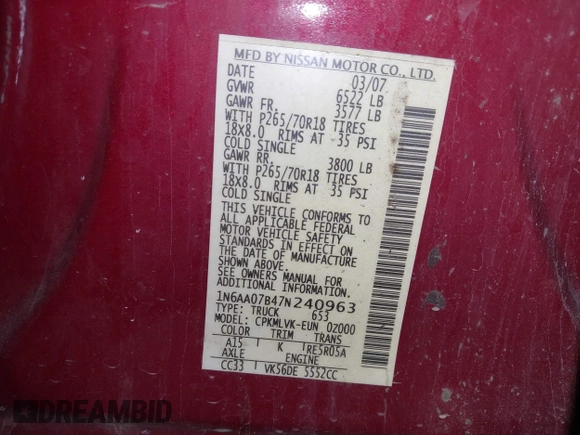 MFD BY NISSAN MOTOR CO., LTD.
DATE 03/07
GVWR 6522 LB
GAWR FR. 3577 LB
WITH P265/70R18 TIRES
18X8.0 RIMS AT 35 PSI
COLD SINGLE
GAWR RR. 3800 LB
WITH P265/70R18 TIRES
18X8.0 RIMS AT 35 PSI
COLD SINGLE
THIS VEHICLE CONFORMS TO
ALL APPLICABLE FEDERAL
MOTOR VEHICLE SAFETY
STANDARDS IN EFFECT ON
THE DATE OF MANUFACTURE
SHOWN ABOVE.
SEE OWNERS MANUAL FOR
ADDITIONAL INFORMATION.
1N6AA07B47N240963
TYPE: TRUCK 653
MODEL: CPKMLVK-EUN 02000
COLOR TRIM TRANS
A15 K RE5R05A
AXLE ENGINE
CC33 VK56DE 5552CC
DREAMBID